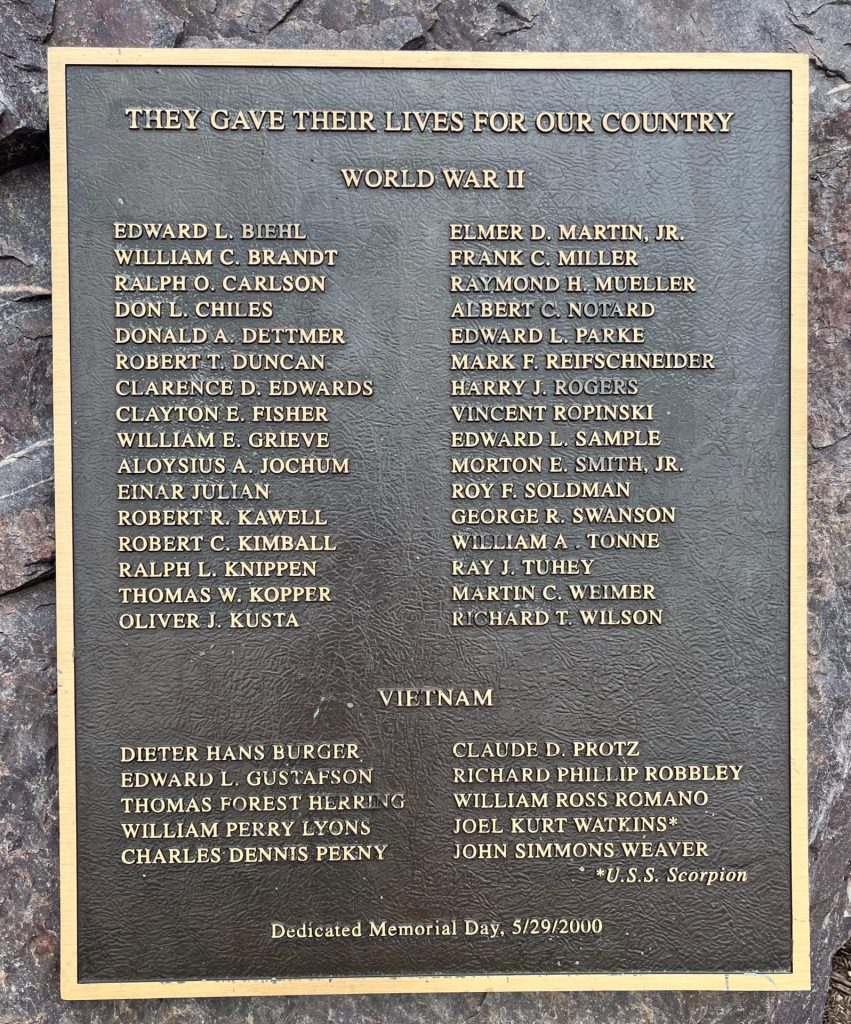 THEY GAVE THEIR LIVES FOR OUR COUNTRY
WORLD WAR II
EDWARD L. BIEHL
WILLIAM C. BRANDT
RALPH O. CARLSON
DON L. CHILES
DONALD A. DETTMER
ROBERT T. DUNCAN
CLARENCE D. EDWARDS
CLAYTON E. FISHER
WILLIAM E. GRIEVE
ALOYSIUS A. JOCHUM
EINAR JULIAN
ROBERT R. KAWELL
ROBERT C. KIMBALL
RALPH L. KNIPPEN
THOMAS W. KOPPER
OLIVER J. KUSTA
ELMER D. MARTIN, JR.
FRANK C. MILLER
RAYMOND H. MUELLER
ALBERT C. NOTARD
EDWARD L. PARKE
MARK F. REIFSCHNEIDER
HARRY J. ROGERS
VINCENT ROPINSKI
EDWARD L. SAMPLE
MORTON E. SMITH, JR.
ROY F. SOLDMAN
GEORGE R. SWANSON
WILLIAM A . TONNE
RAY J. TUHEY
MARTIN C. WEIMER
RICHARD T. WILSON
VIETNAM
DIETER HANS BURGER
EDWARD L. GUSTAFSON
THOMAS FOREST HERRING
WILLIAM PERRY LYONS
CHARLES DENNIS PEKNY
CLAUDE D. PROTZ
RICHARD PHILLIP ROBBLEY
WILLIAM ROSS ROMANO
JOEL KURT WATKINS*
JOHN SIMMONS WEAVER
*U.S.S. Scorpion
Dedicated Memorial Day, 5/29/2000